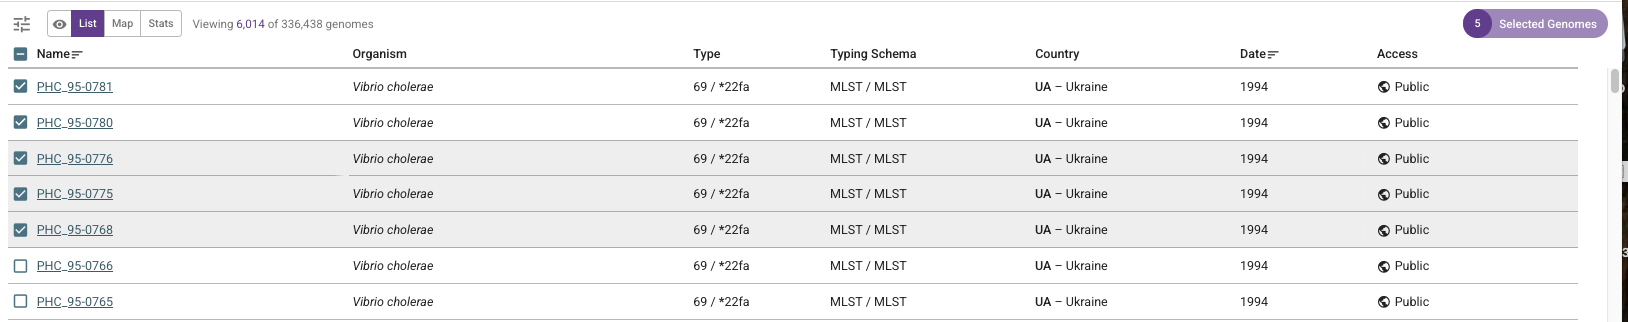 List Map Stats Viewing 6,014 of 336,438 genomes 5 Selected Genomes
Name Organism Type Typing Schema Country Date Access
PHC_95-0781 Vibrio cholerae 69 / *22fa MLST / MLST UA – Ukraine 1994 Public
PHC_95-0780 Vibrio cholerae 69 / *22fa MLST / MLST UA – Ukraine 1994 Public
PHC_95-0776 Vibrio cholerae 69 / *22fa MLST / MLST UA – Ukraine 1994 Public
PHC_95-0775 Vibrio cholerae 69 / *22fa MLST / MLST UA – Ukraine 1994 Public
PHC_95-0768 Vibrio cholerae 69 / *22fa MLST / MLST UA – Ukraine 1994 Public
PHC_95-0766 Vibrio cholerae 69 / *22fa MLST / MLST UA – Ukraine 1994 Public
PHC_95-0765 Vibrio cholerae 69 / *22fa MLST / MLST UA – Ukraine 1994 Public